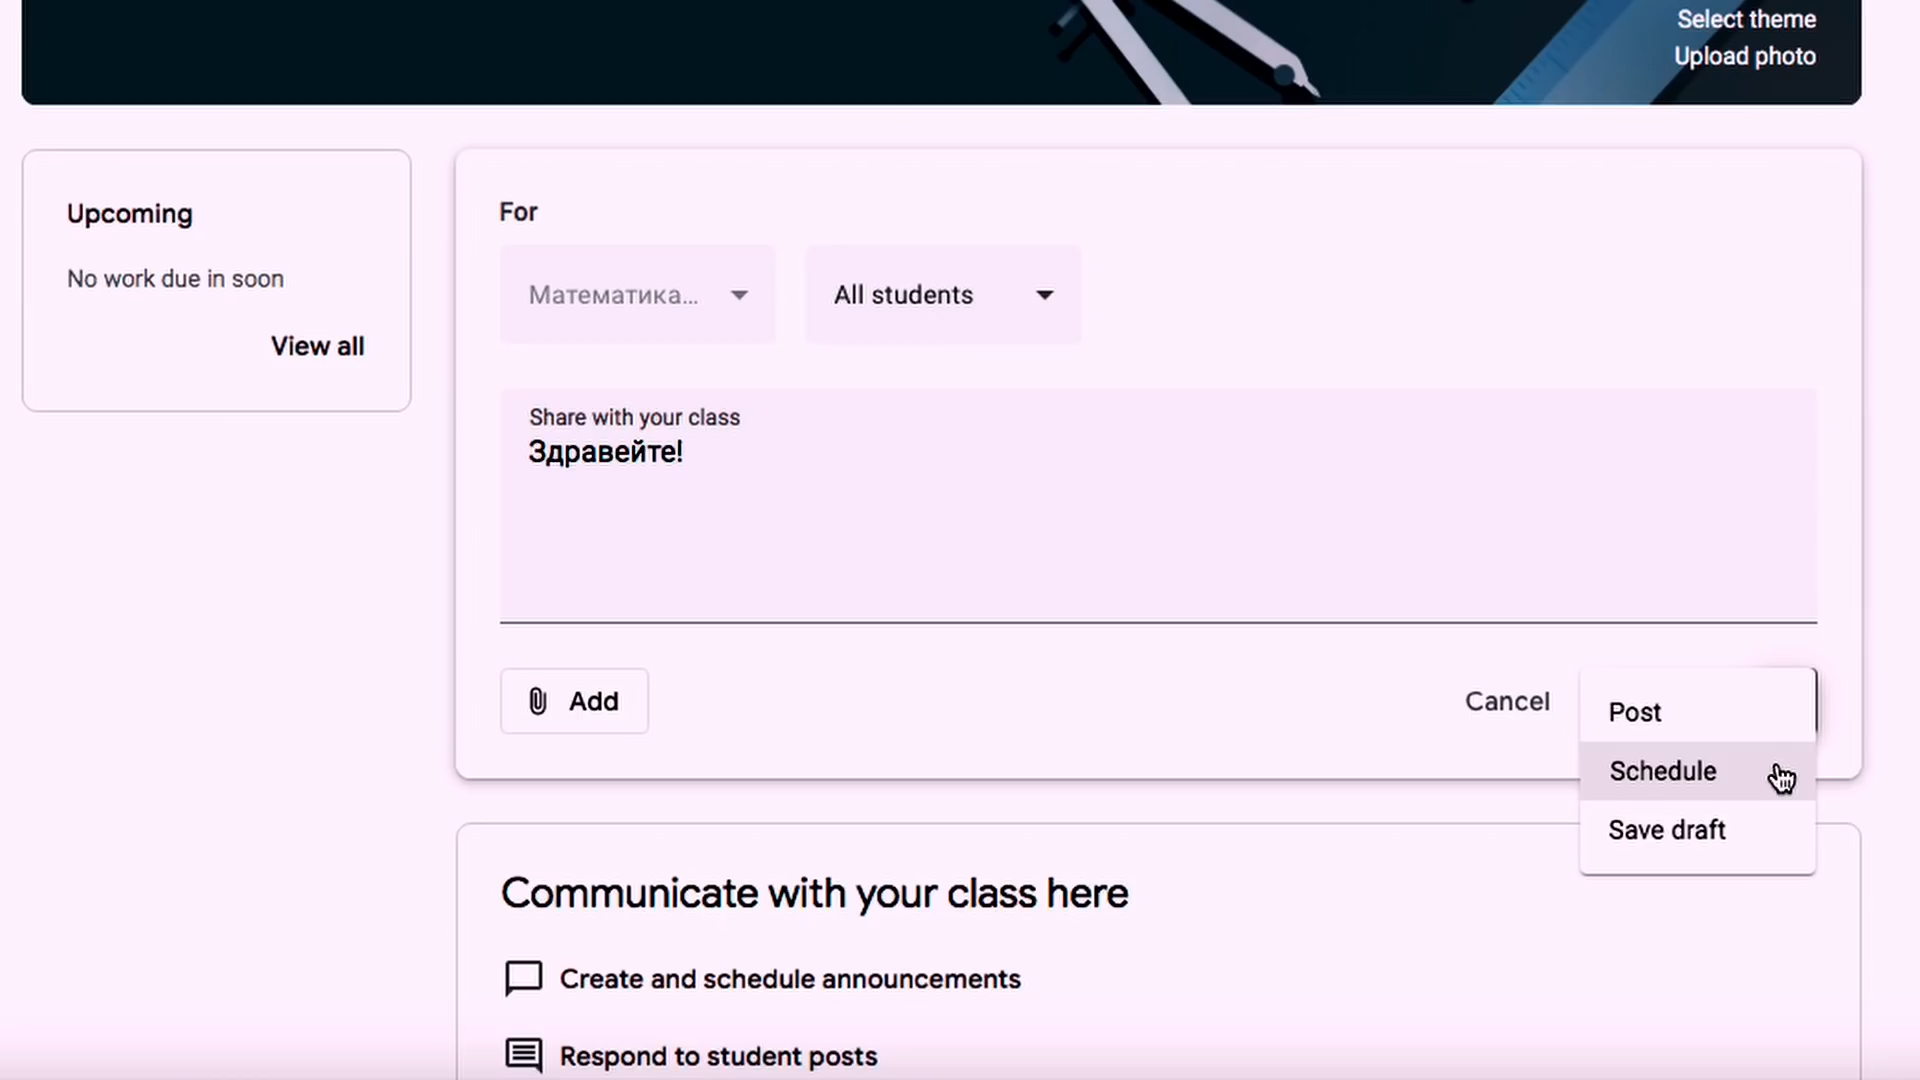 Select theme
Upload photo
Upcoming
No work due in soon
View all
For
Математика...
All students
Share with your class
Здравейте!
Add
Cancel
Post
Schedule
Save draft
Communicate with your class here
Create and schedule announcements
Respond to student posts